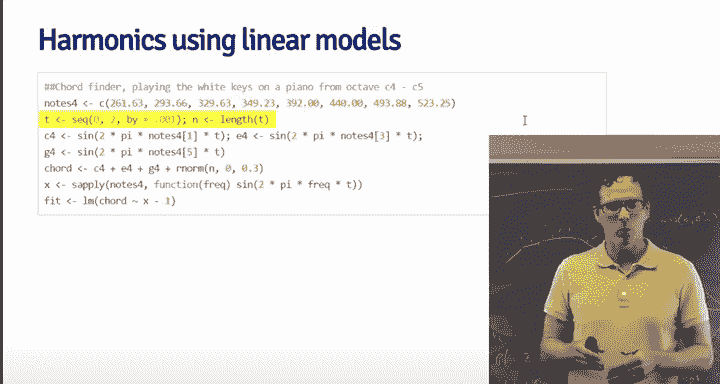 Harmonics using linear models
##Chord finder, playing the white keys on a piano from octave c4 - c5
notes4 <- c(261.63, 293.66, 329.63, 349.23, 392.00, 440.00, 493.88, 523.25)
t <- seq(0, 2, by = .001); n <- length(t)
c4 <- sin(2 * pi * notes4[1] * t); e4 <- sin(2 * pi * notes4[3] * t);
g4 <- sin(2 * pi * notes4[5] * t)
chord <- c4 + e4 + g4 + rnorm(n, 0, 0.3)
x <- sapply(notes4, function(freq) sin(2 * pi * freq * t))
fit <- lm(chord ~ x - 1)